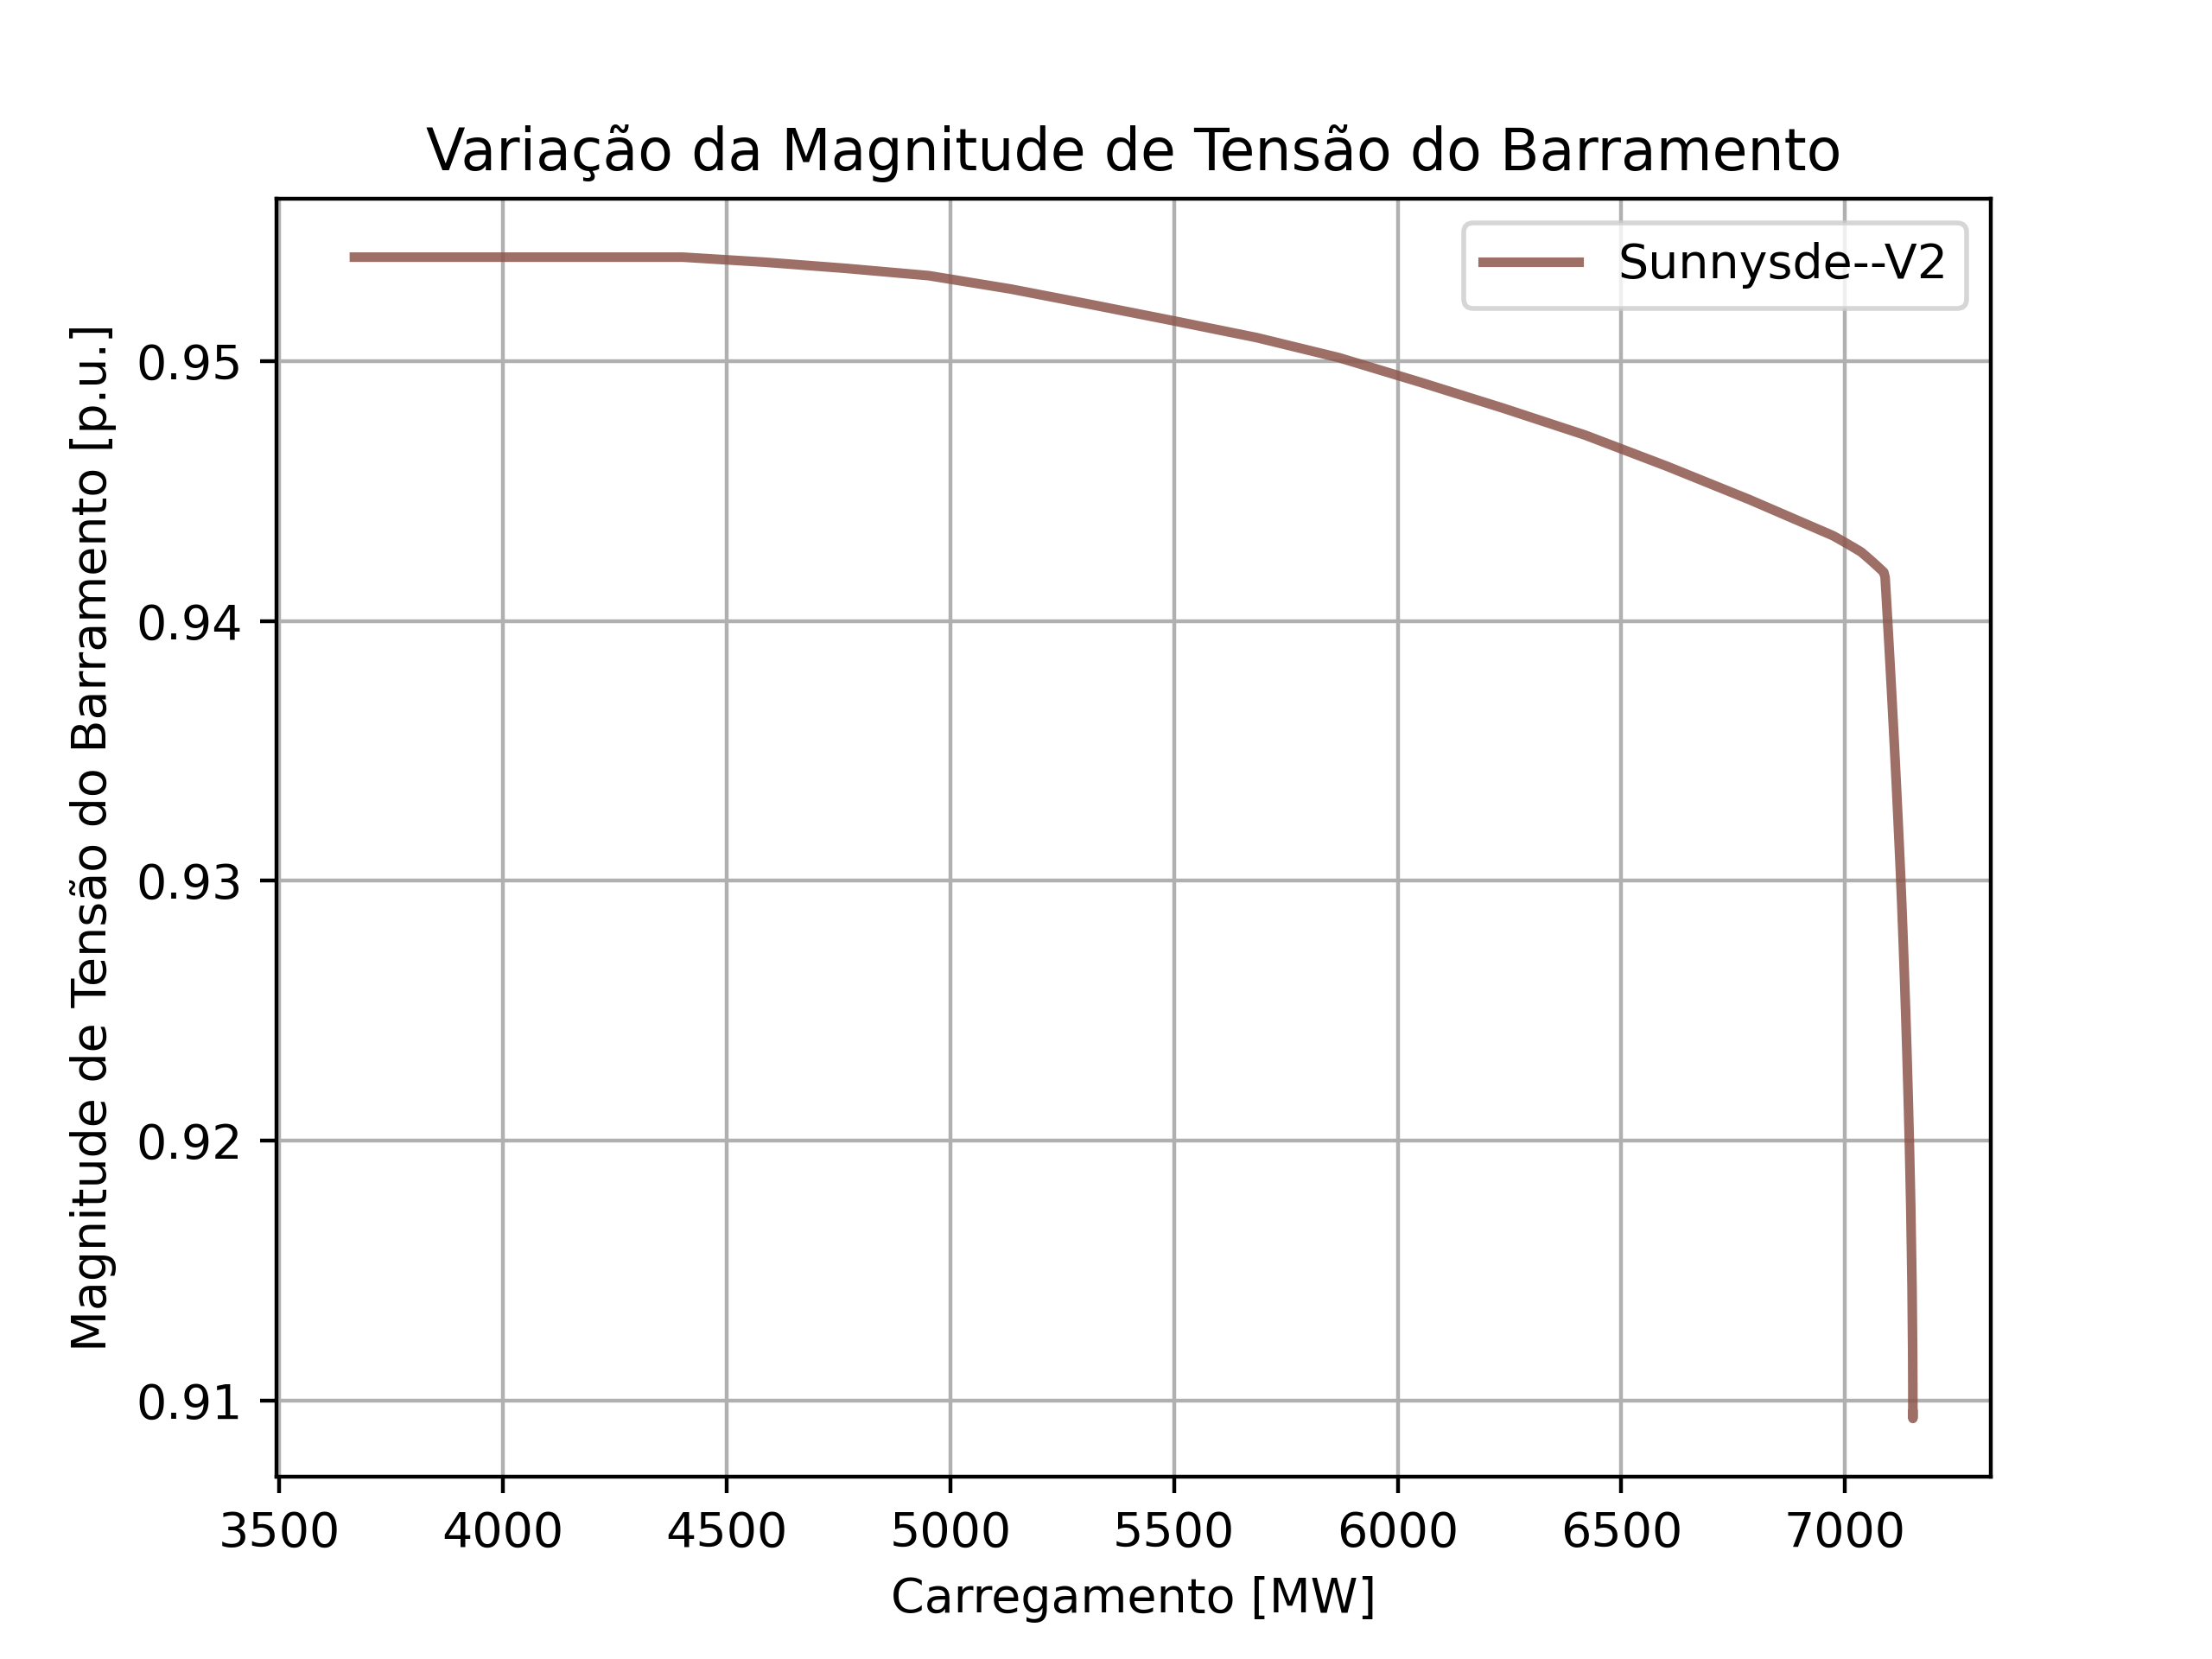 Variação da Magnitude de Tensão do Barramento
Sunnysde--V2
Magnitude de Tensão do Barramento [p.u.]
0.95
0.94
0.93
0.92
0.91
3500 4000 4500 5000 5500 6000 6500 7000
Carregamento [MW]